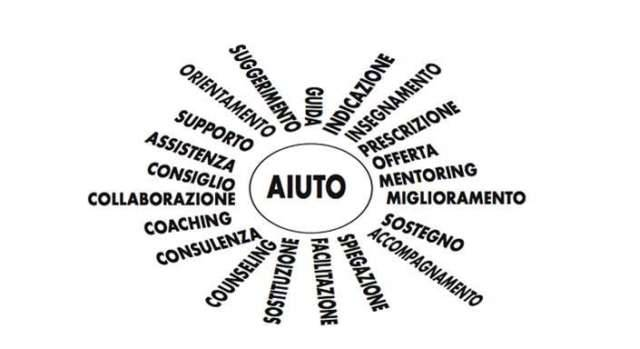 AIUTO
GUIDA
INDICAZIONE
INSEGNAMENTO
PRESCRIZIONE
OFFERTA
MENTORING
MIGLIORAMENTO
SOSTEGNO
ACCOMPAGNAMENTO
SPIEGAZIONE
FACILITAZIONE
SOSTITUZIONE
COUNSELING
CONSULENZA
COACHING
COLLABORAZIONE
CONSIGLIO
ASSISTENZA
SUPPORTO
ORIENTAMENTO
SUGGERIMENTO